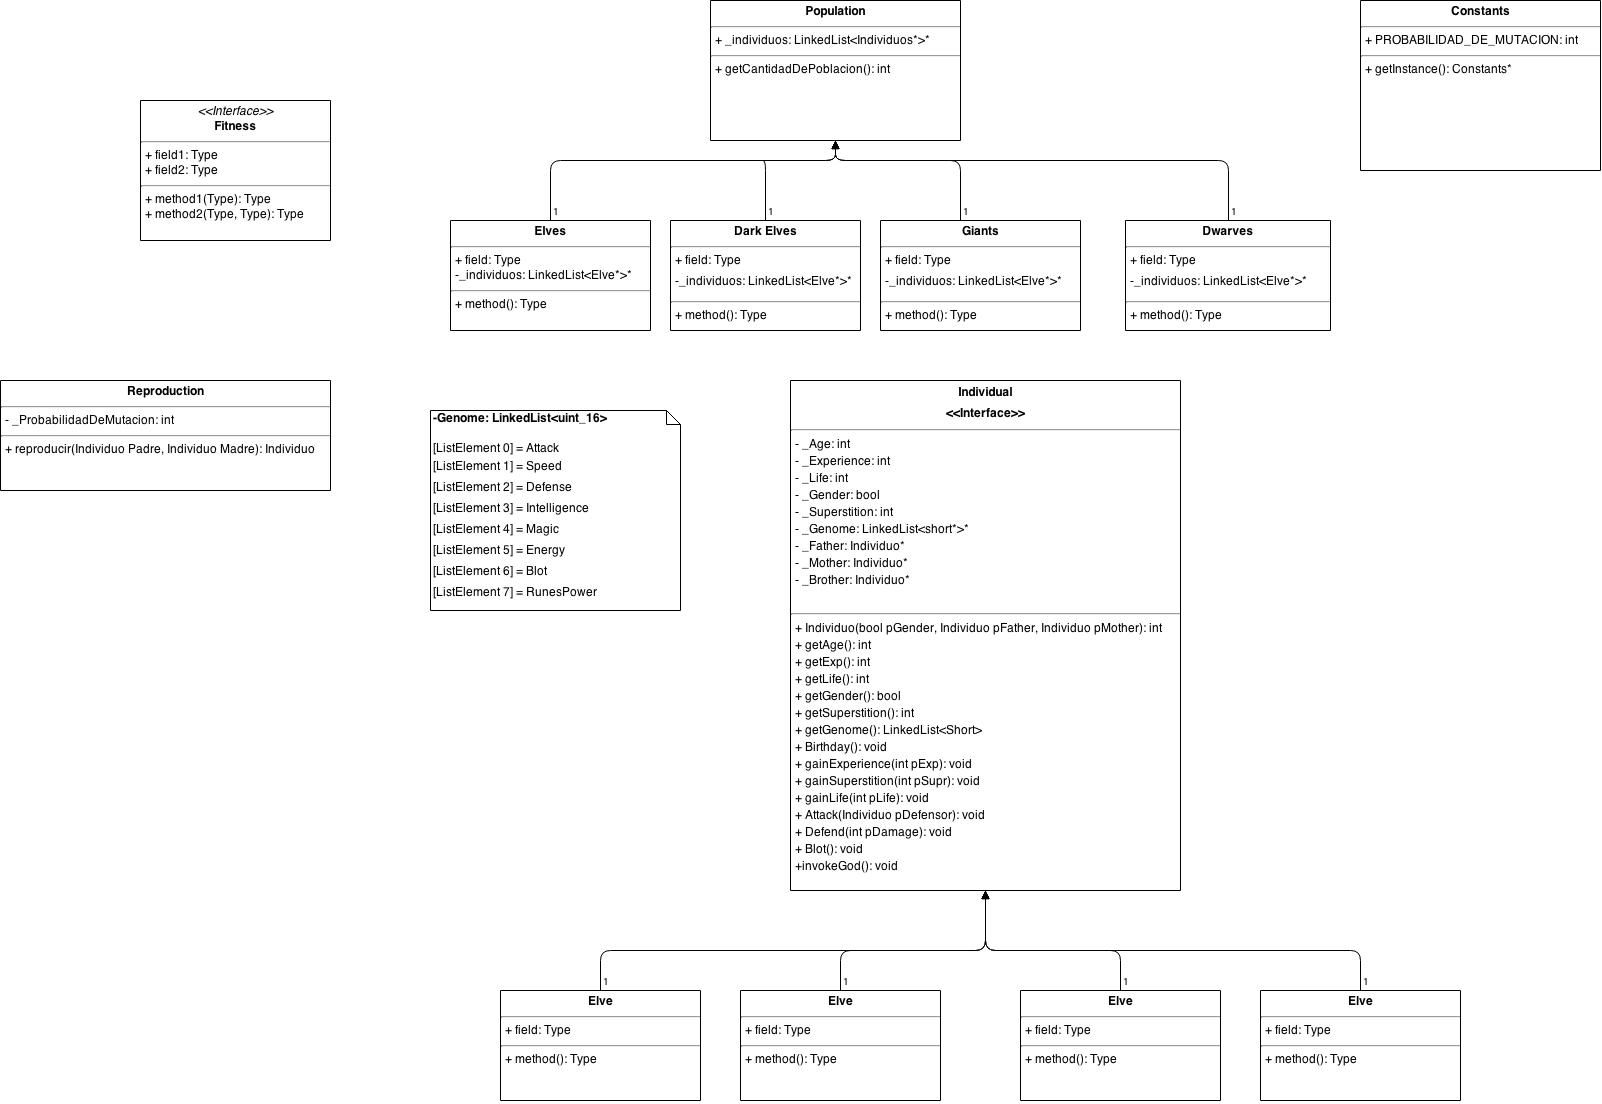 Population
+ _individuos: LinkedList<Individuos*>*
+ getCantidadDePoblacion(): int
Constants
+ PROBABILIDAD_DE_MUTACION: int
+ getInstance(): Constants*
<<Interface>>
Fitness
+ field1: Type
+ field2: Type
+ method1(Type): Type
+ method2(Type, Type): Type
1
1
1
1
Elves
+ field: Type
-_individuos: LinkedList<Elve*>*
+ method(): Type
Dark Elves
+ field: Type
-_individuos: LinkedList<Elve*>*
+ method(): Type
Giants
+ field: Type
-_individuos: LinkedList<Elve*>*
+ method(): Type
Dwarves
+ field: Type
-_individuos: LinkedList<Elve*>*
+ method(): Type
Reproduction
- _ProbabilidadDeMutacion: int
+ reproducir(Individuo Padre, Individuo Madre): Individuo
-Genome: LinkedList<uint_16>
[ListElement 0] = Attack
[ListElement 1] = Speed
[ListElement 2] = Defense
[ListElement 3] = Intelligence
[ListElement 4] = Magic
[ListElement 5] = Energy
[ListElement 6] = Blot
[ListElement 7] = RunesPower
Individual
<<Interface>>
- _Age: int
- _Experience: int
- _Life: int
- _Gender: bool
- _Superstition: int
- _Genome: LinkedList<short*>*
- _Father: Individuo*
- _Mother: Individuo*
- _Brother: Individuo*
+ Individuo(bool pGender, Individuo pFather, Individuo pMother): int
+ getAge(): int
+ getExp(): int
+ getLife(): int
+ getGender(): bool
+ getSuperstition(): int
+ getGenome(): LinkedList<Short>
+ Birthday(): void
+ gainExperience(int pExp): void
+ gainSuperstition(int pSupr): void
+ gainLife(int pLife): void
+ Attack(Individuo pDefensor): void
+ Defend(int pDamage): void
+ Blot(): void
+invokeGod(): void
1
1
1
1
Elve
+ field: Type
+ method(): Type
Elve
+ field: Type
+ method(): Type
Elve
+ field: Type
+ method(): Type
Elve
+ field: Type
+ method(): Type